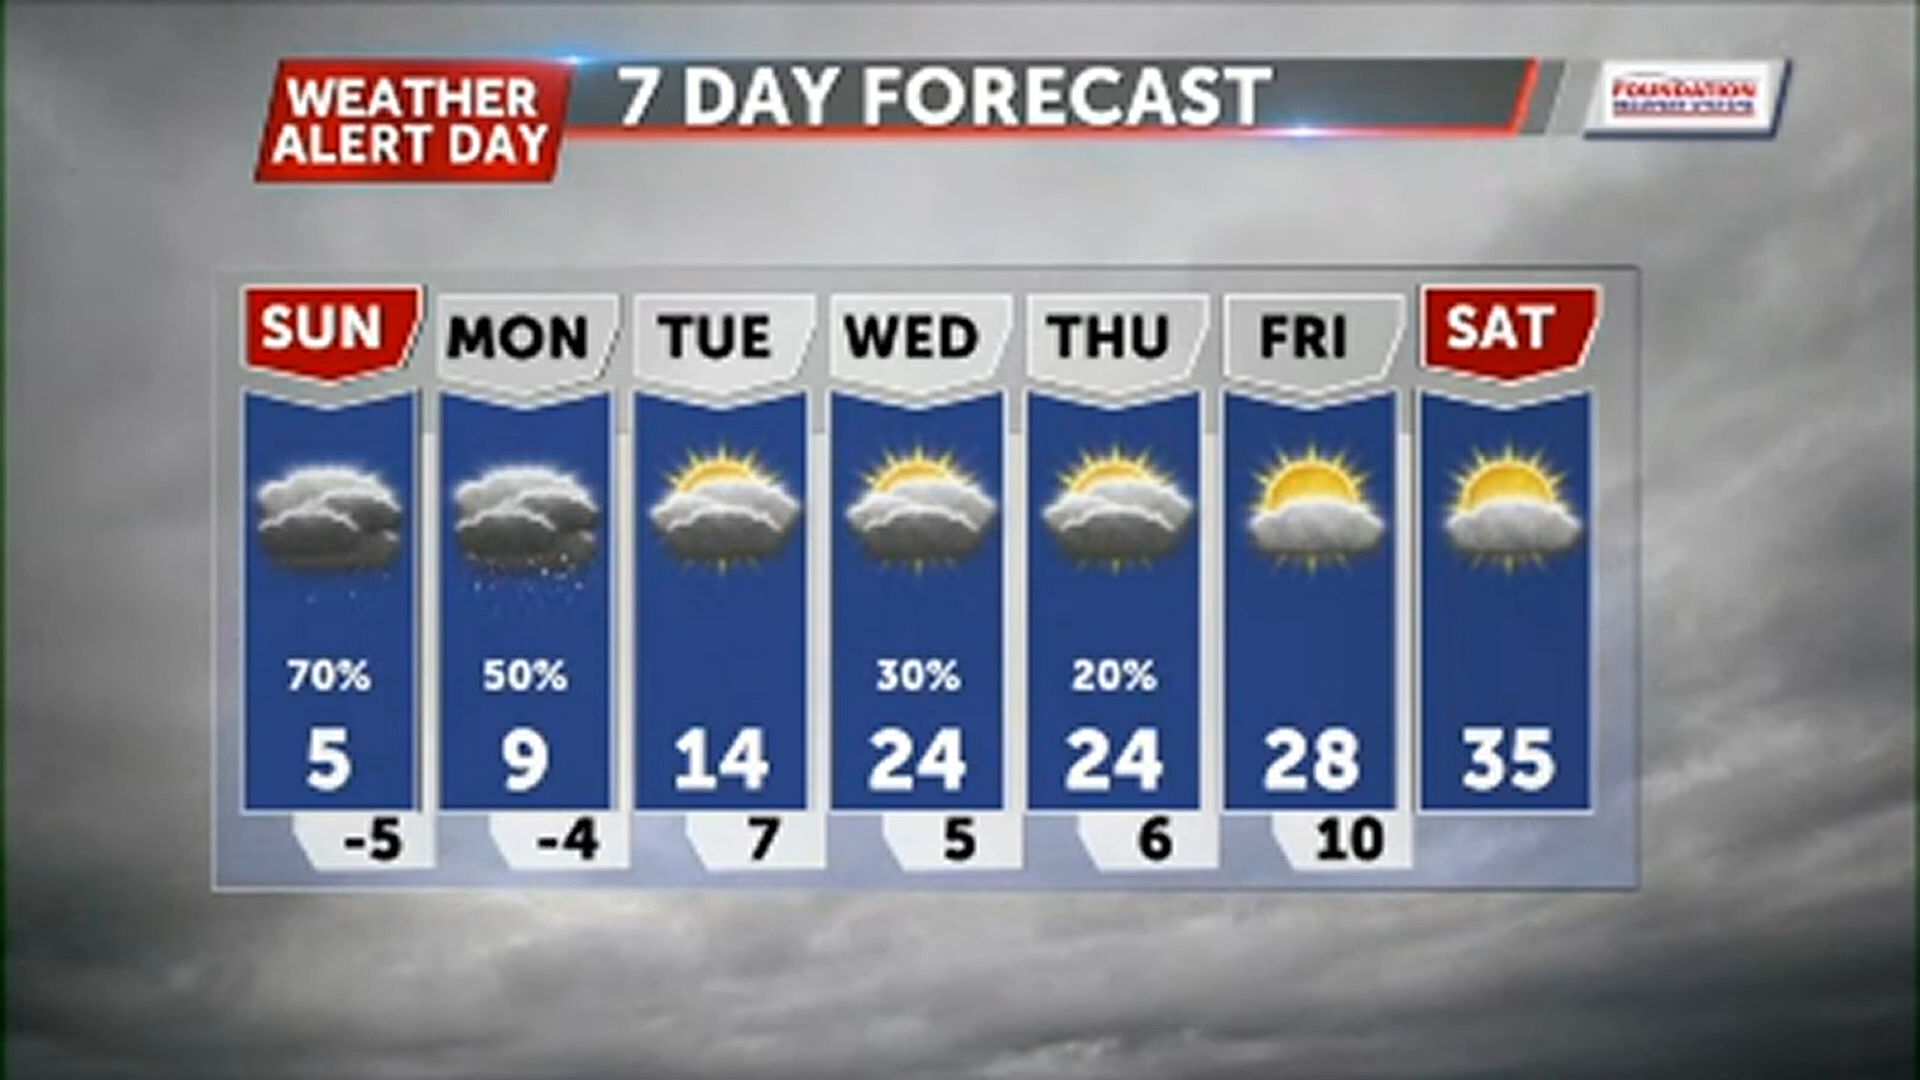 WEATHER
ALERT DAY
7 DAY FORECAST
FOUNDATION
SUN MON TUE WED THU FRI SAT
70% 50% 30% 20%
5 9 14 24 24 28 35
-5 -4 7 5 6 10